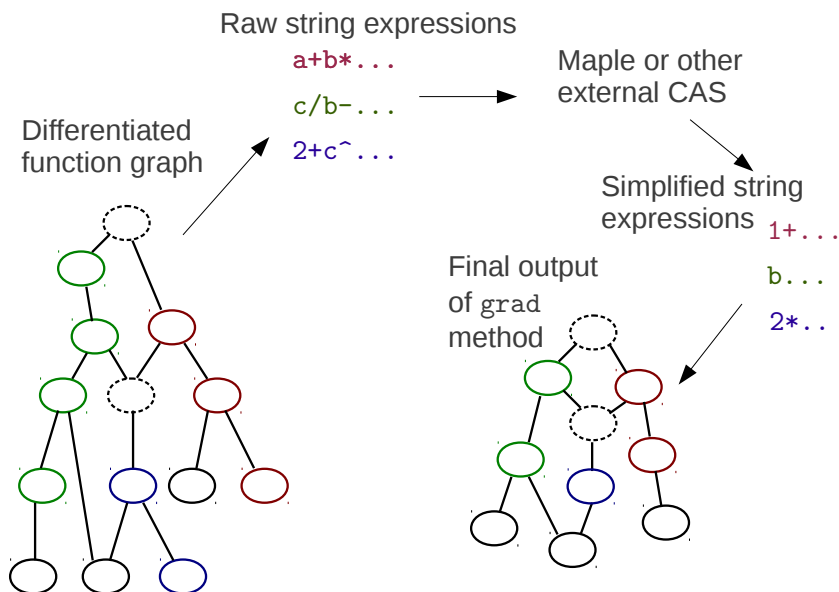 Raw string expressions
a+b*...
c/b-...
2+c^...
Maple or other
external CAS
Differentiated
function graph
Simplified string
expressions
1+...
b...
2*..
Final output
of grad
method